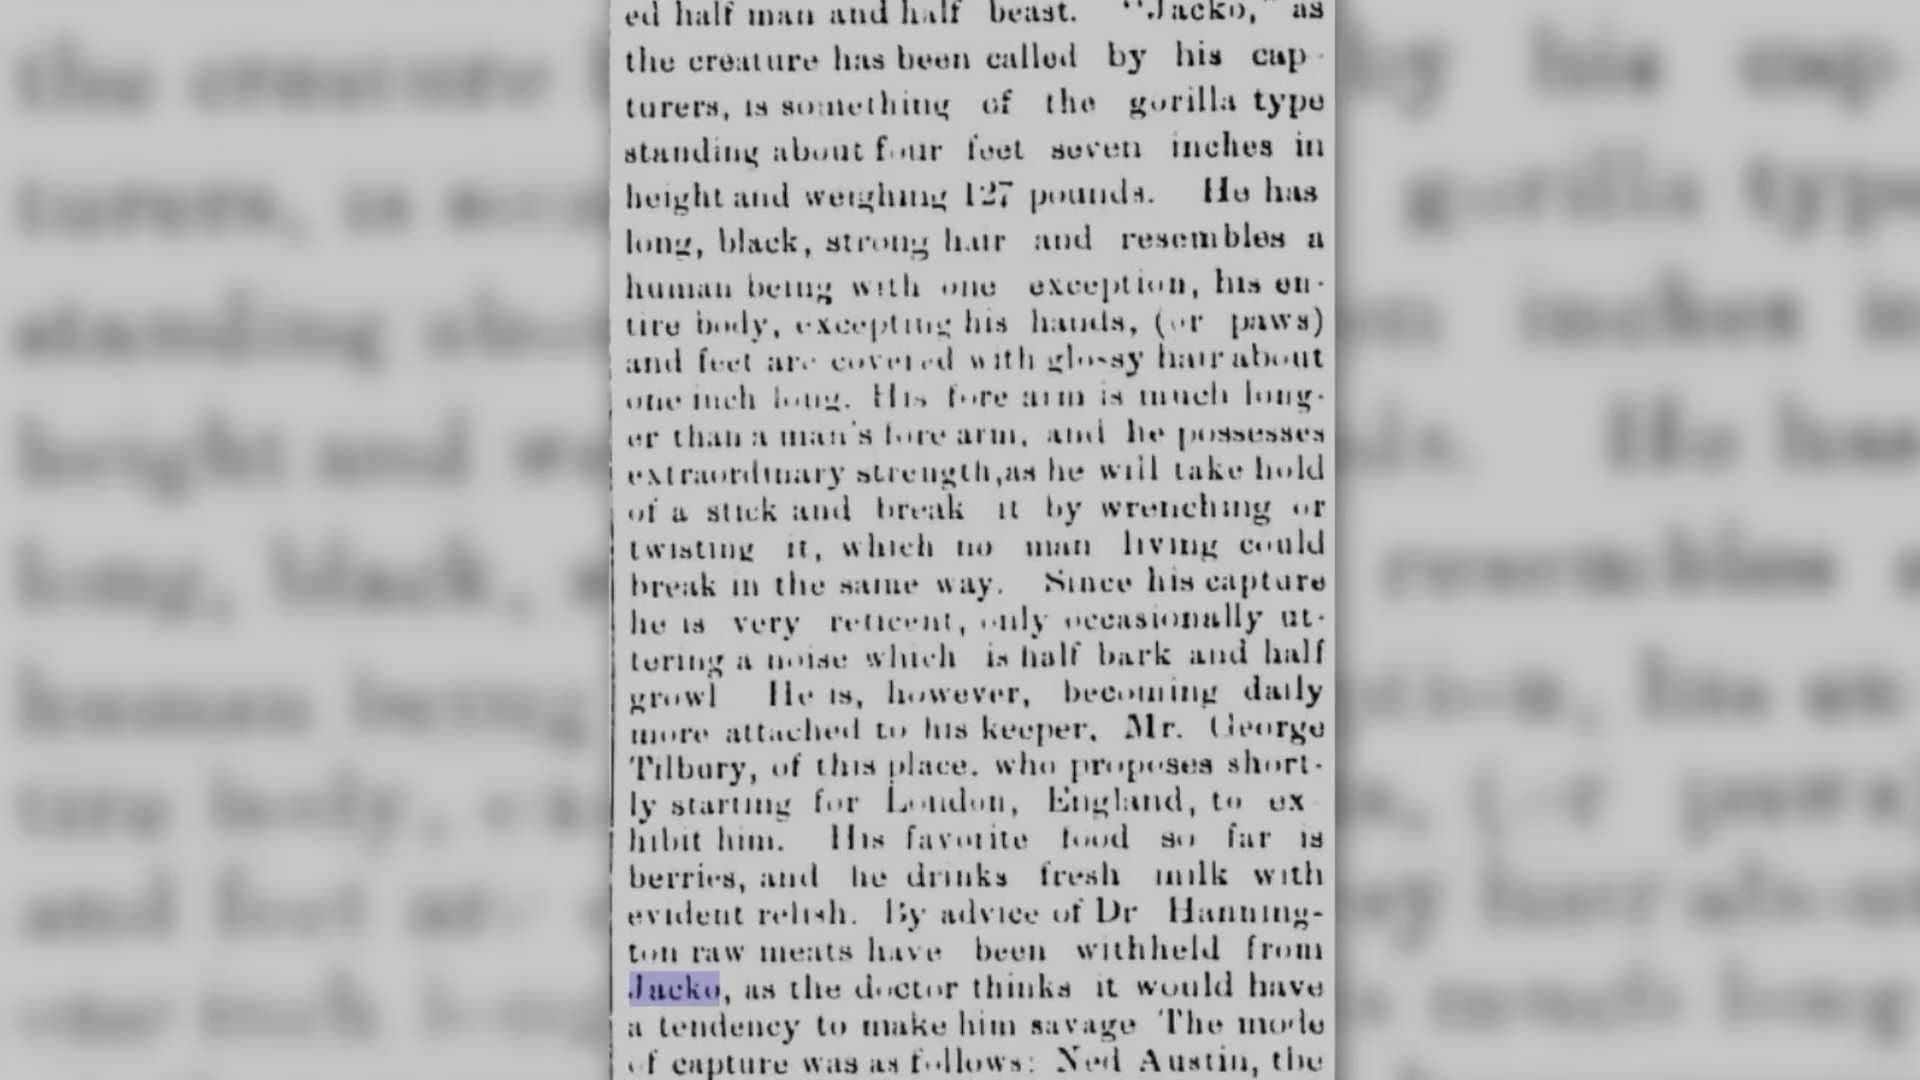 ed half man and half beast. "Jacko," as
the creature has been called by his cap-
turers, is something of the gorilla type
standing about four feet seven inches in
height and weighing 127 pounds. He has
long, black, strong hair and resembles a
human being with one exception, his en-
tire body, excepting his hands, (or paws)
and feet are covered with glossy hair about
one inch long. His fore arm is much long-
er than a man's fore arm, and he possesses
extraordinary strength, as he will take hold
of a stick and break it by wrenching or
twisting it, which no man living could
break in the same way. Since his capture
he is very reticent, only occasionally ut-
tering a noise which is half bark and half
growl He is, however, becoming daily
more attached to his keeper, Mr. George
Tilbury, of this place, who proposes short-
ly starting for London, England, to ex-
hibit him. His favorite food so far is
berries, and he drinks fresh milk with
evident relish. By advice of Dr Hanning-
ton raw meats have been withheld from
Jacko, as the doctor thinks it would have
a tendency to make him savage The mode
of capture was as follows: Ned Austin, the